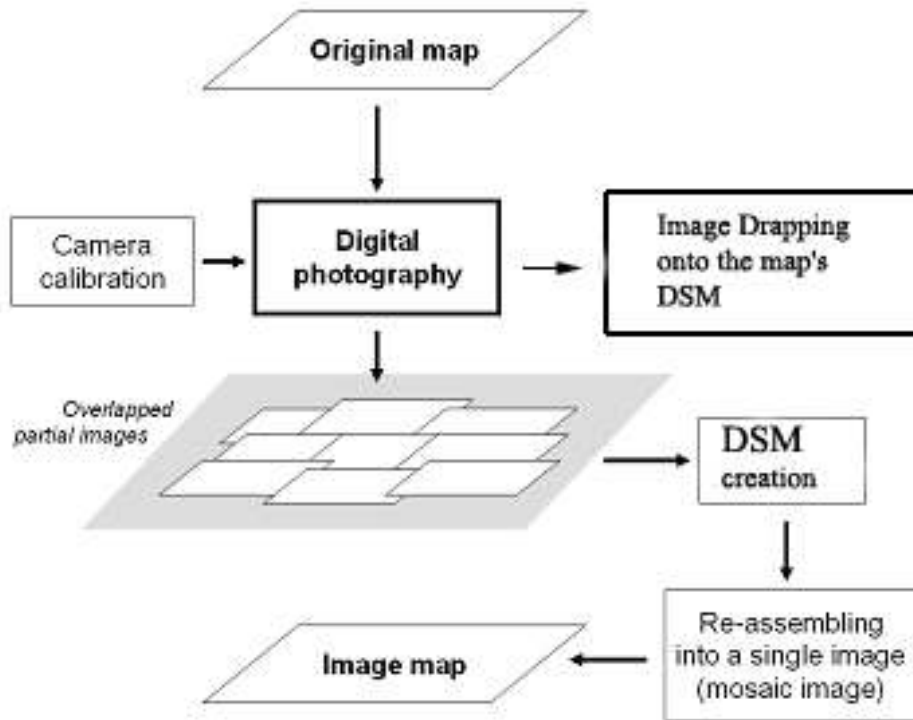 Original map
Camera
calibration
Digital
photography
Image Drapping
onto the map's
DSM
Overlapped
partial images
DSM
creation
Re-assembling
into a single image
(mosaic image)
Image map